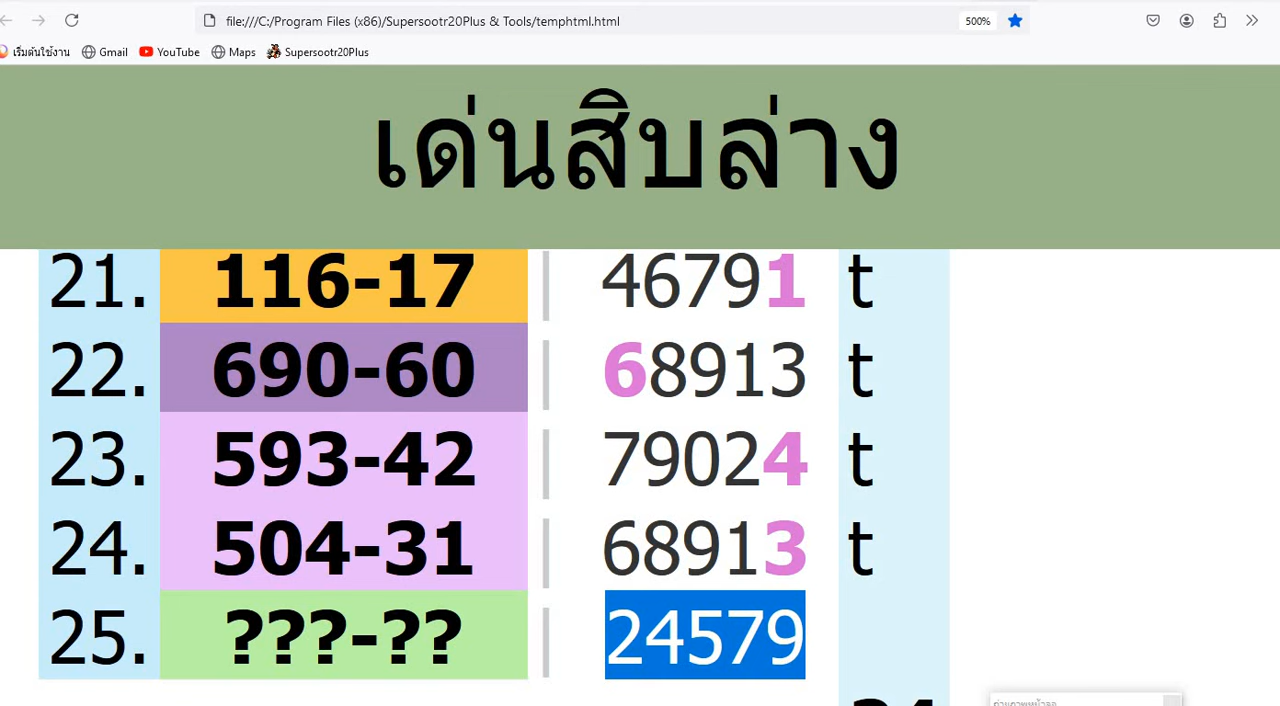 file:///C:/Program Files (x86)/Supersootr20Plus & Tools/temphtml.html 500%
เริ่มต้นใช้งาน Gmail YouTube Maps Supersootr20Plus
เด่นสิบล่าง
21. 116-17 46791 t
22. 690-60 68913 t
23. 593-42 79024 t
24. 504-31 68913 t
25. ???-?? 24579